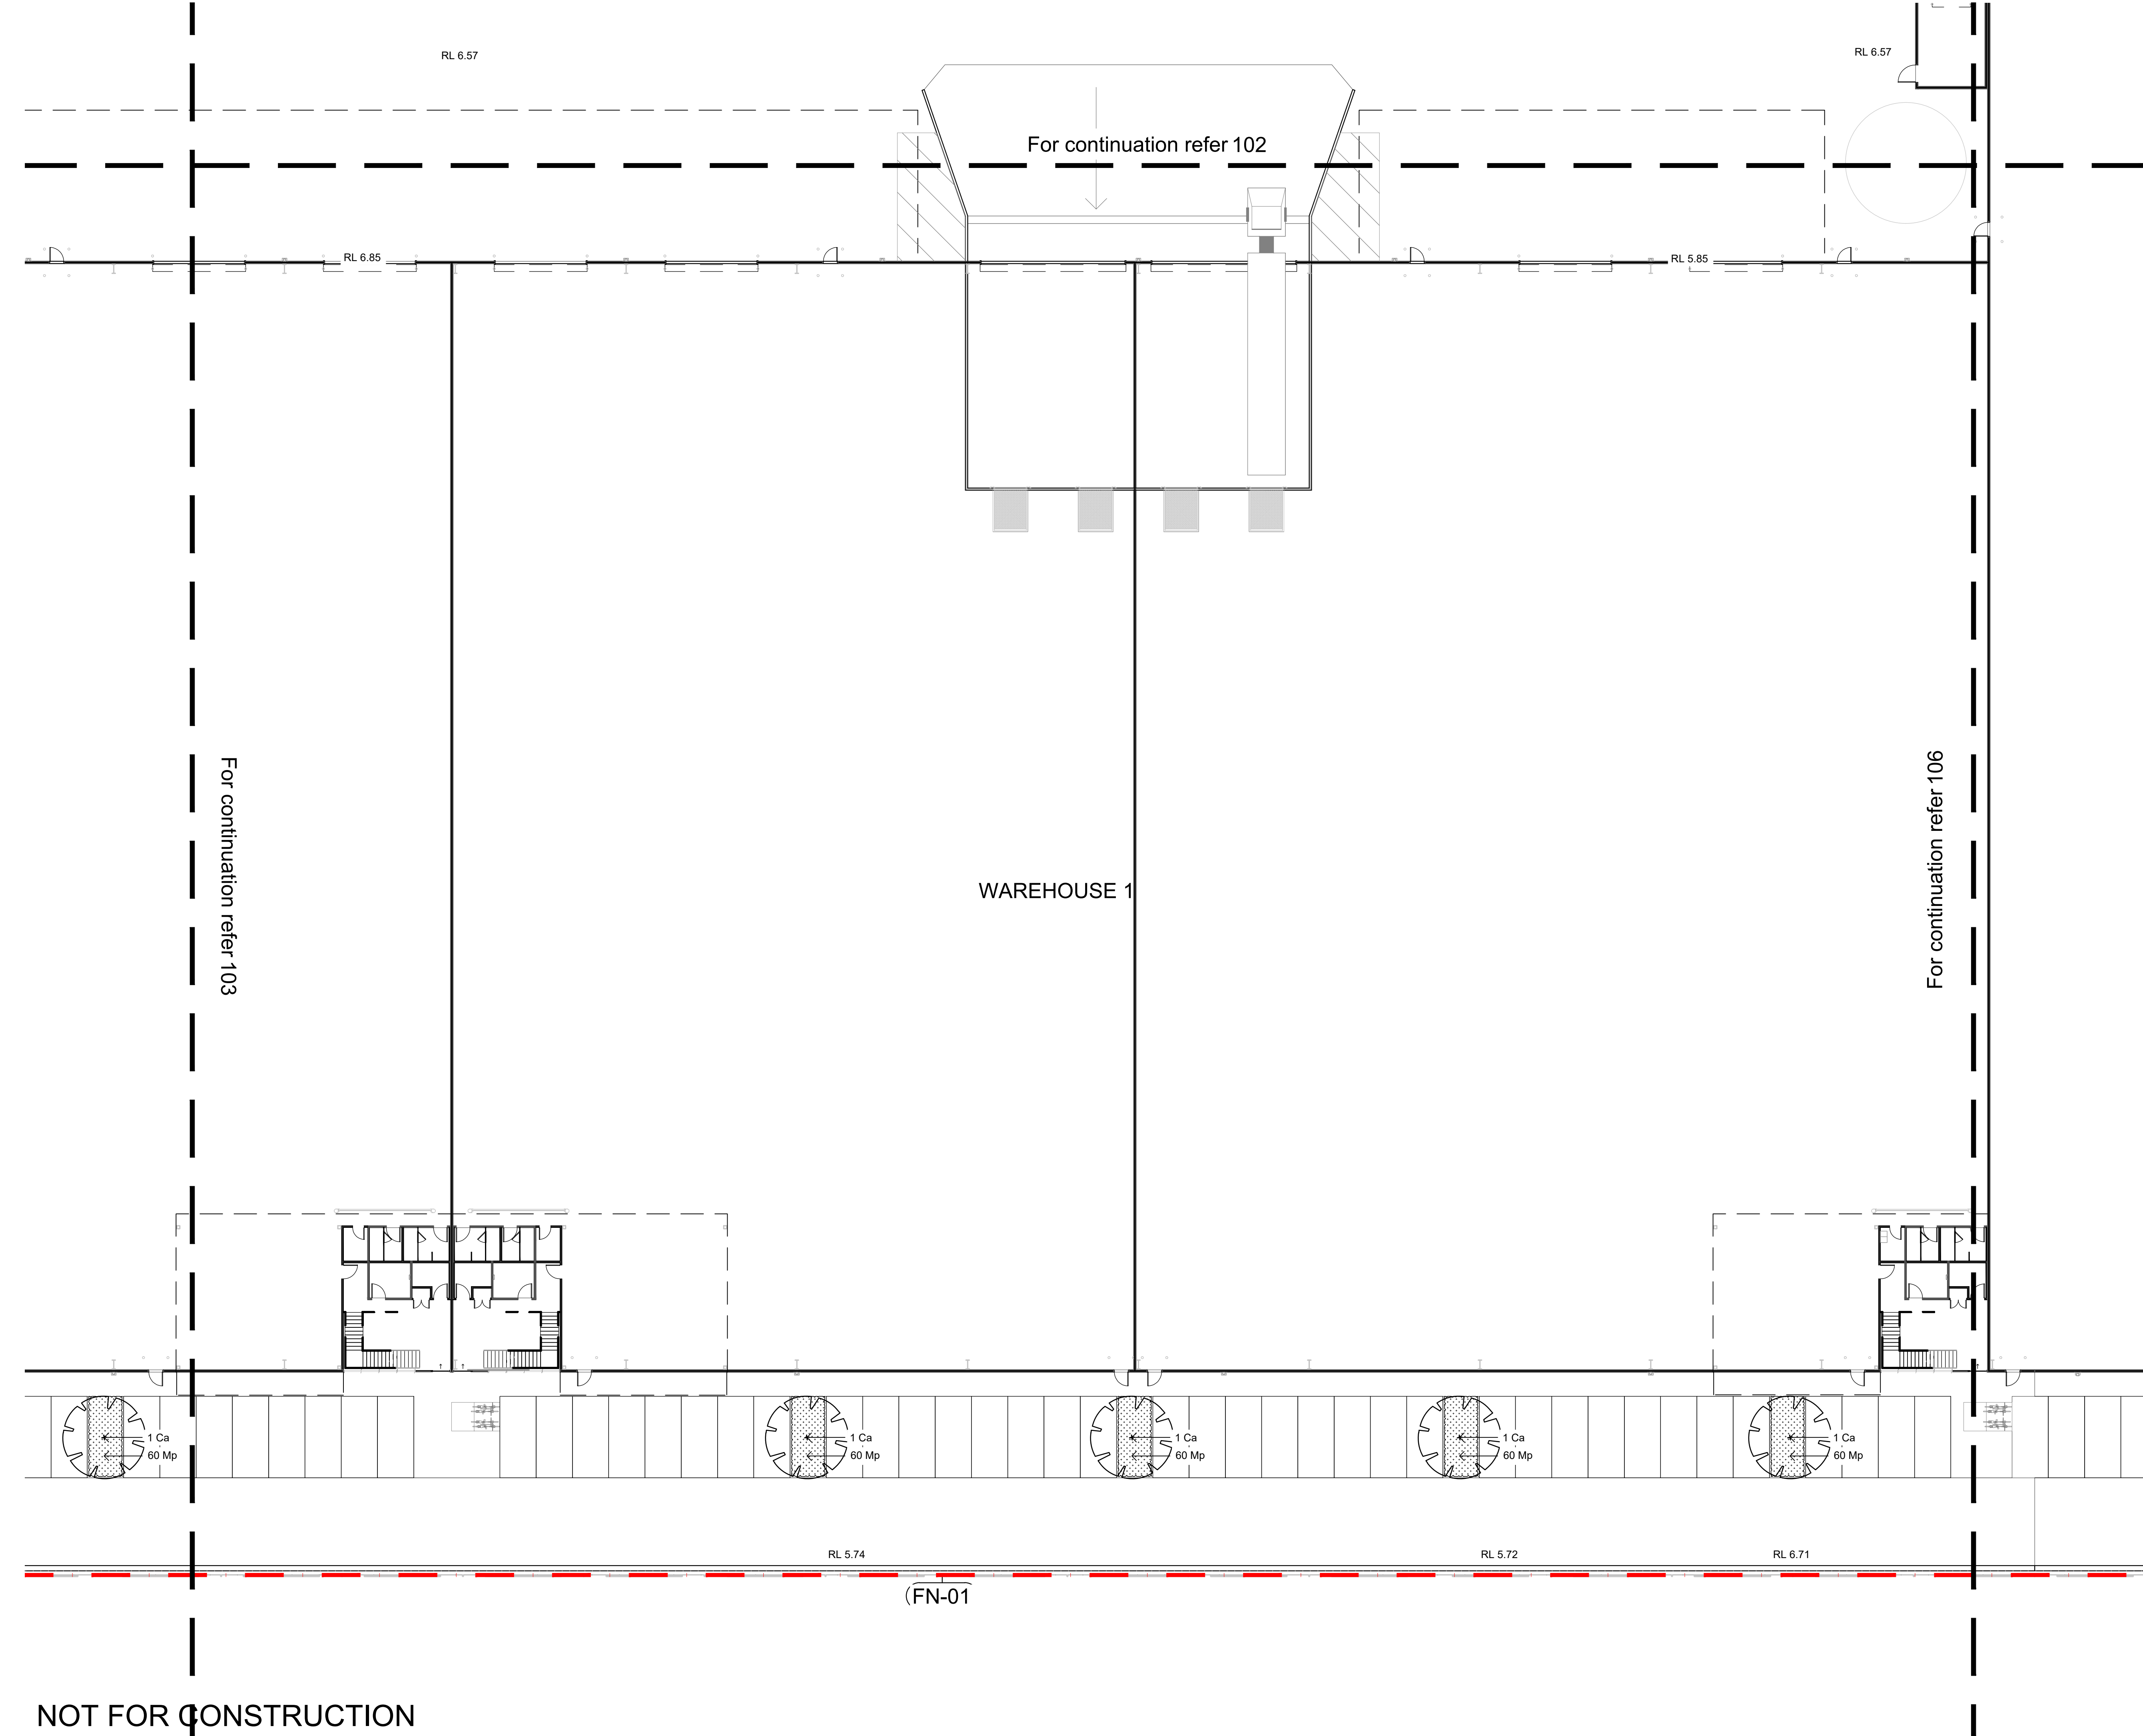 RL 6.57
RL 6.57
For continuation refer 102
RL 6.85
RL 5.85
For continuation refer 103
For continuation refer 106
WAREHOUSE 1
1 Ca
60 Mp
1 Ca
60 Mp
1 Ca
60 Mp
1 Ca
60 Mp
1 Ca
60 Mp
RL 5.74
RL 5.72
RL 6.71
FN-01
NOT FOR CONSTRUCTION